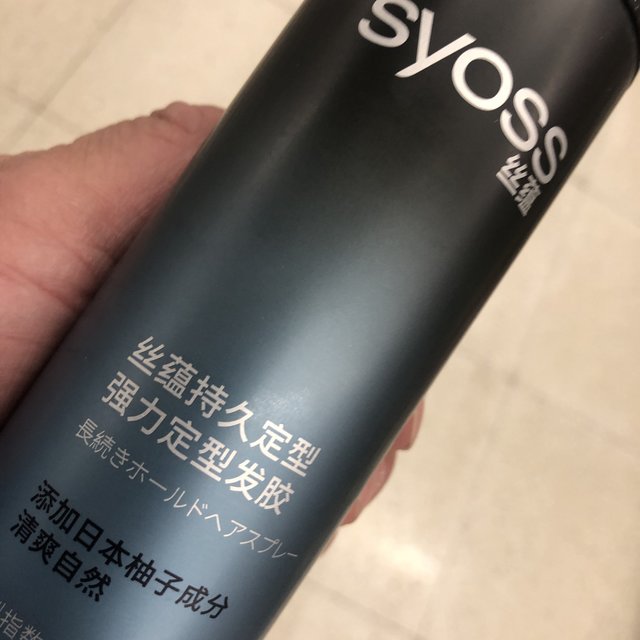 syoss
丝蕴
丝蕴持久定型
强力定型发胶
長続きホールドヘアスプレー
添加日本柚子成分
清爽自然